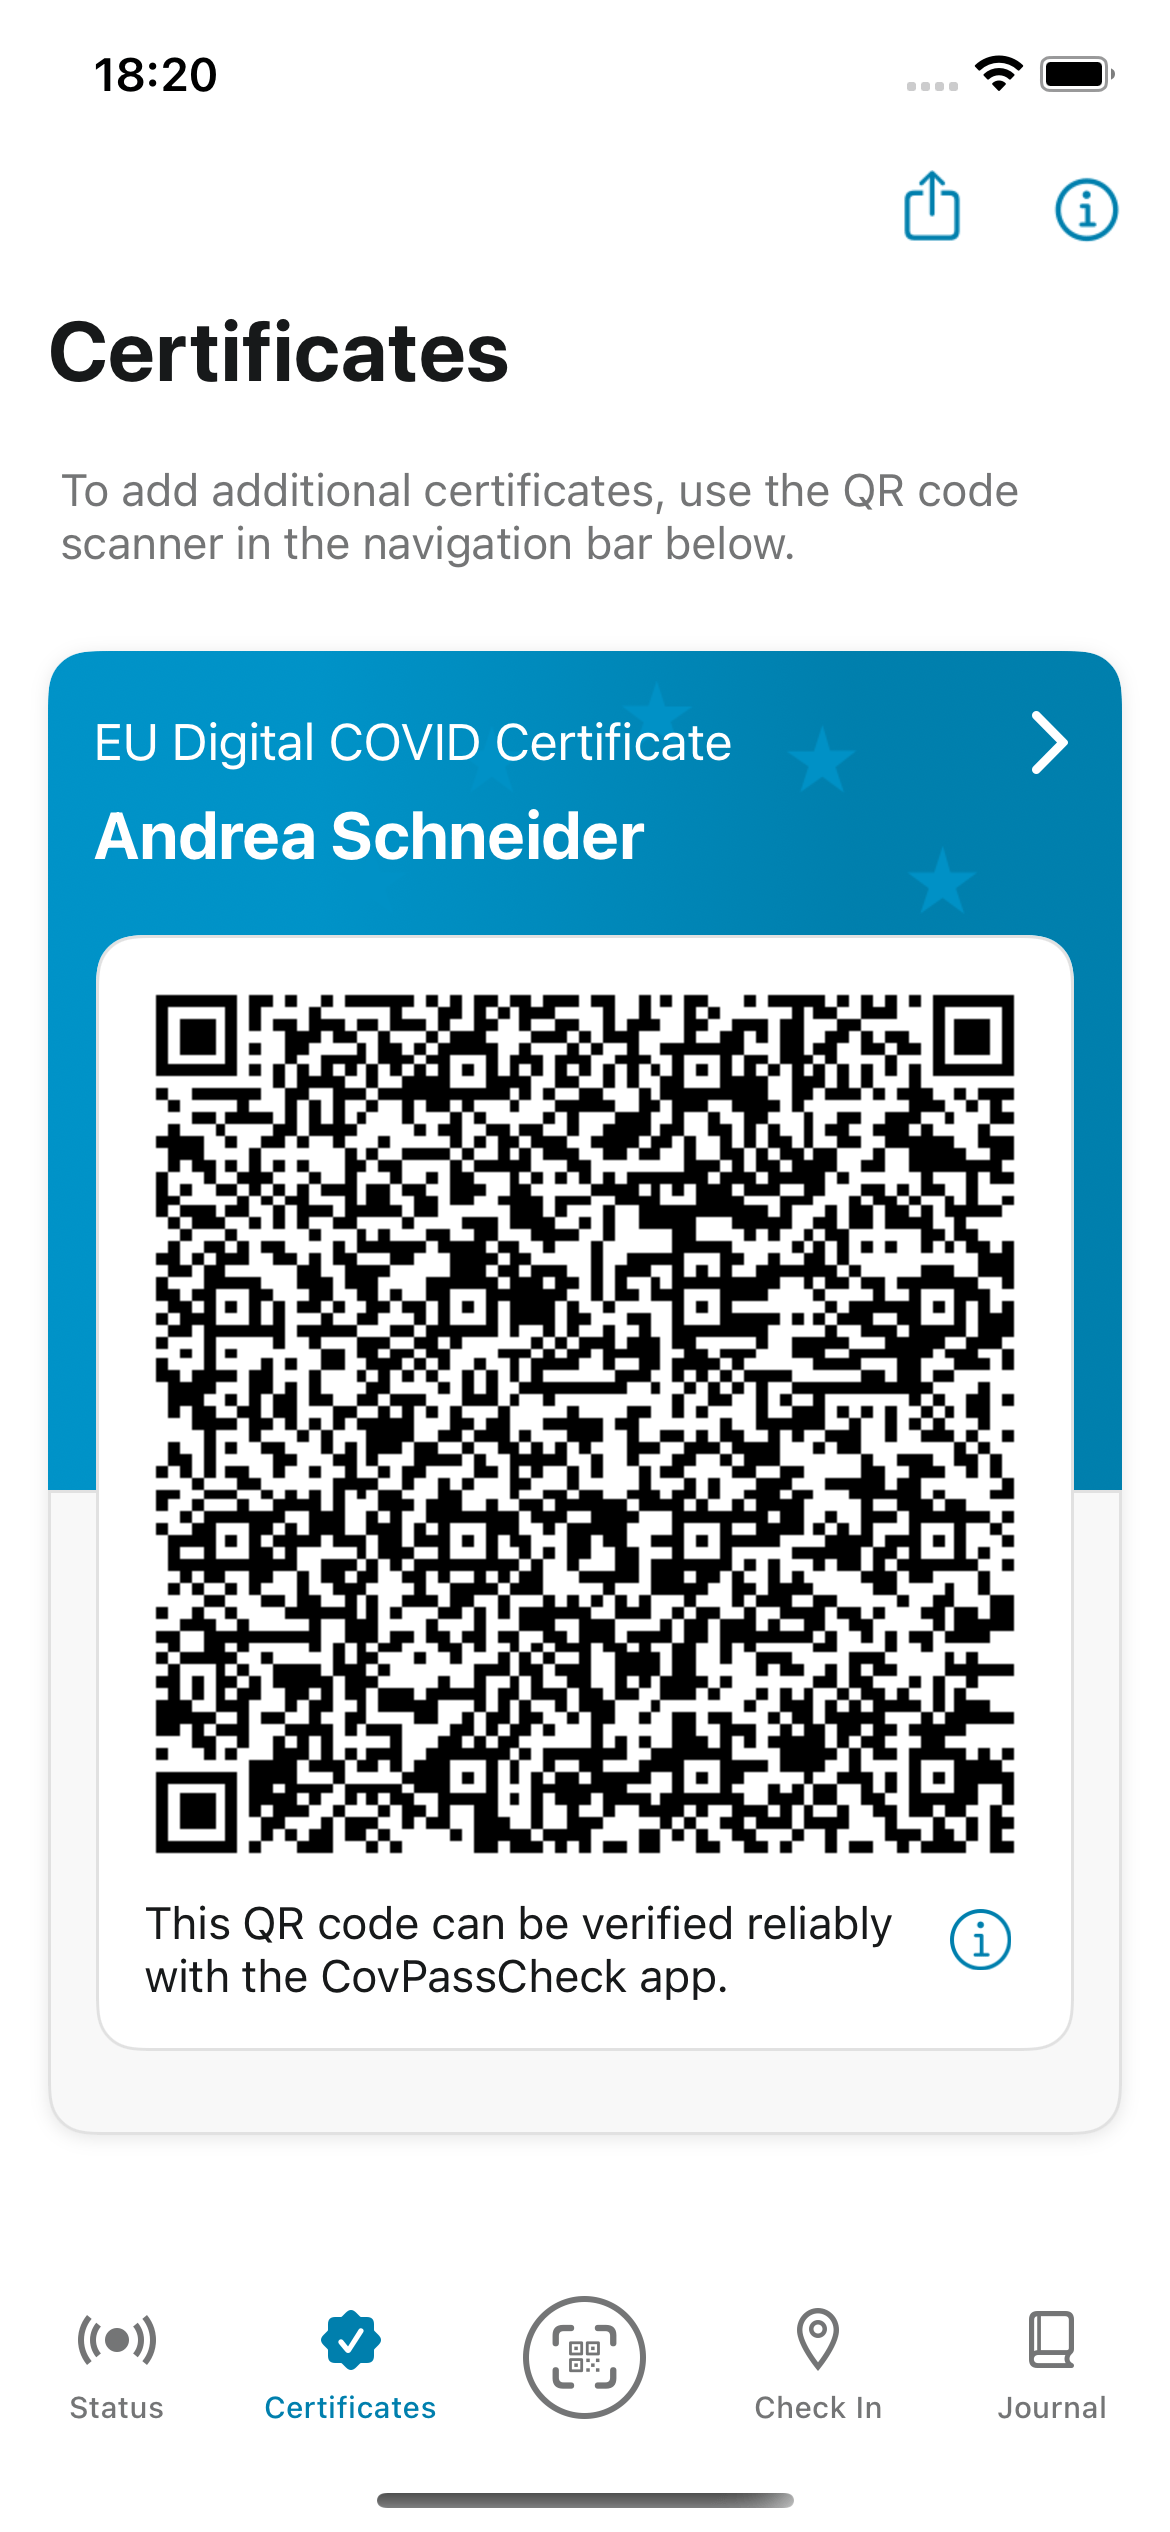 18:20
Certificates
To add additional certificates, use the QR code
scanner in the navigation bar below.
EU Digital COVID Certificate
Andrea Schneider
This QR code can be verified reliably
with the CovPassCheck app.
Status
Certificates
Check In
Journal